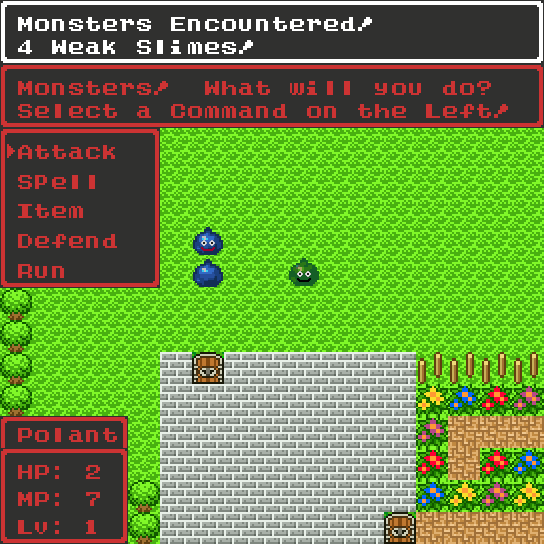 Monsters Encountered!
4 Weak Slimes!
Monsters! What will you do?
Select a Command on the Left!
Attack
Spell
Item
Defend
Run
Polant
HP: 2
MP: 7
Lv: 1